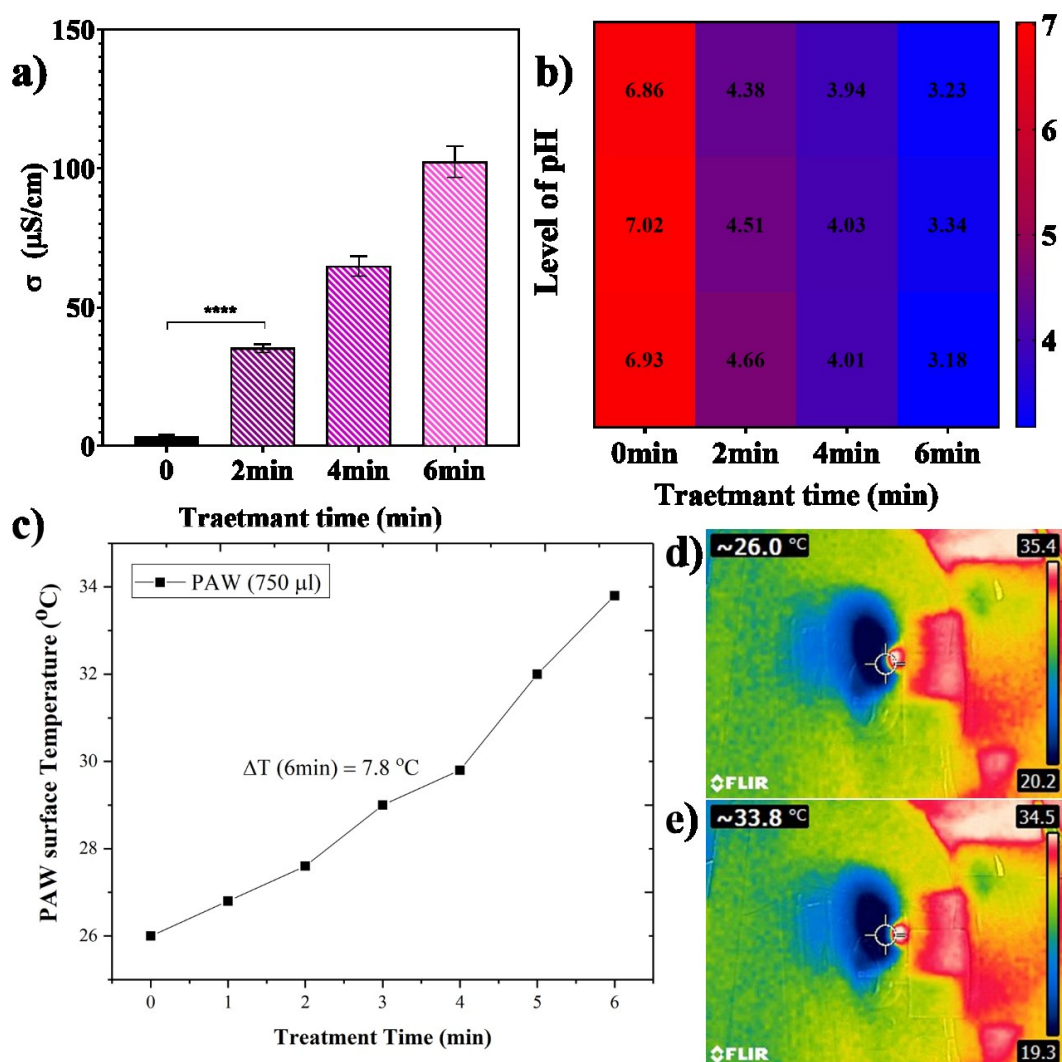 a)
σ (µS/cm)
150
100
50
0
****
0 2min 4min 6min
Traetmant time (min)
b)
Level of pH
6.86 4.38 3.94 3.23
7.02 4.51 4.03 3.34
6.93 4.66 4.01 3.18
0min 2min 4min 6min
Traetmant time (min)
7
6
5
4
c)
PAW surface Temperature (⁰C)
34
32
30
28
26
PAW (750 µl)
ΔT (6min) = 7.8 ⁰C
0 1 2 3 4 5 6
Treatment Time (min)
d)
~26.0 °C
35.4
20.2
FLIR
e)
~33.8 °C
34.5
19.3
FLIR